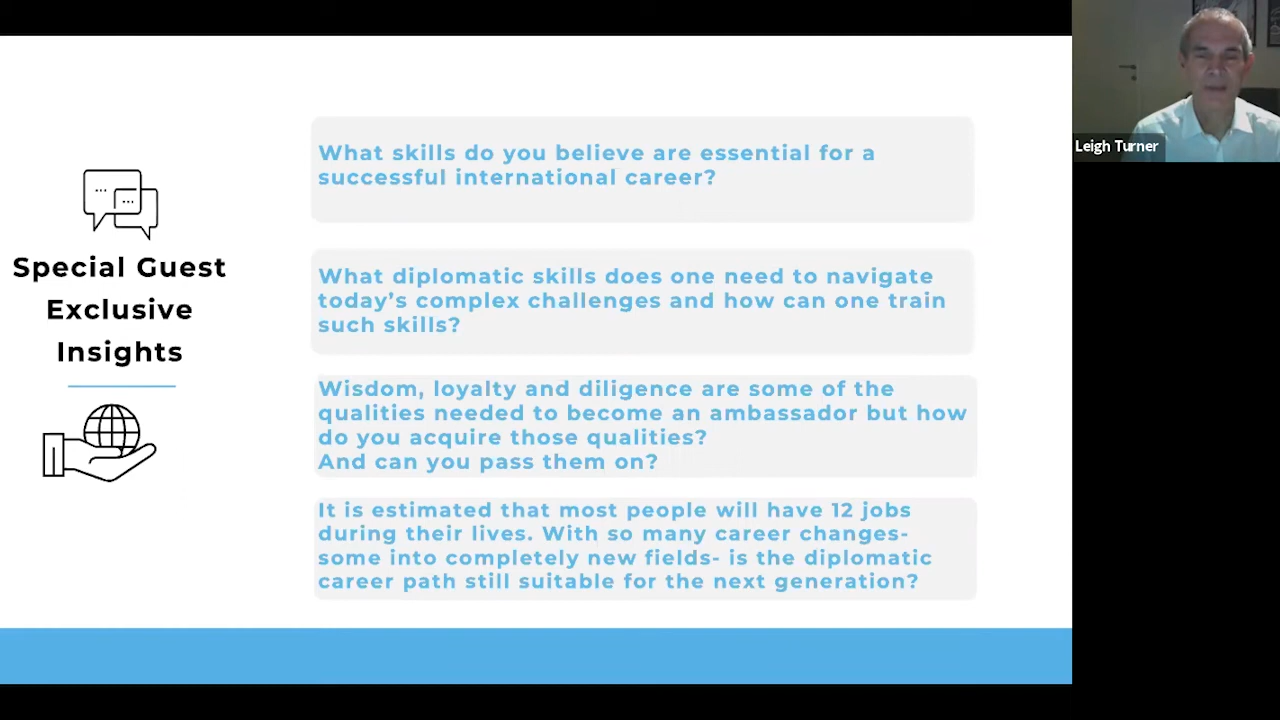 Special Guest
Exclusive
Insights
What skills do you believe are essential for a
successful international career?
What diplomatic skills does one need to navigate
today's complex challenges and how can one train
such skills?
Wisdom, loyalty and diligence are some of the
qualities needed to become an ambassador but how
do you acquire those qualities?
And can you pass them on?
It is estimated that most people will have 12 jobs
during their lives. With so many career changes-
some into completely new fields- is the diplomatic
career path still suitable for the next generation?
Leigh Turner